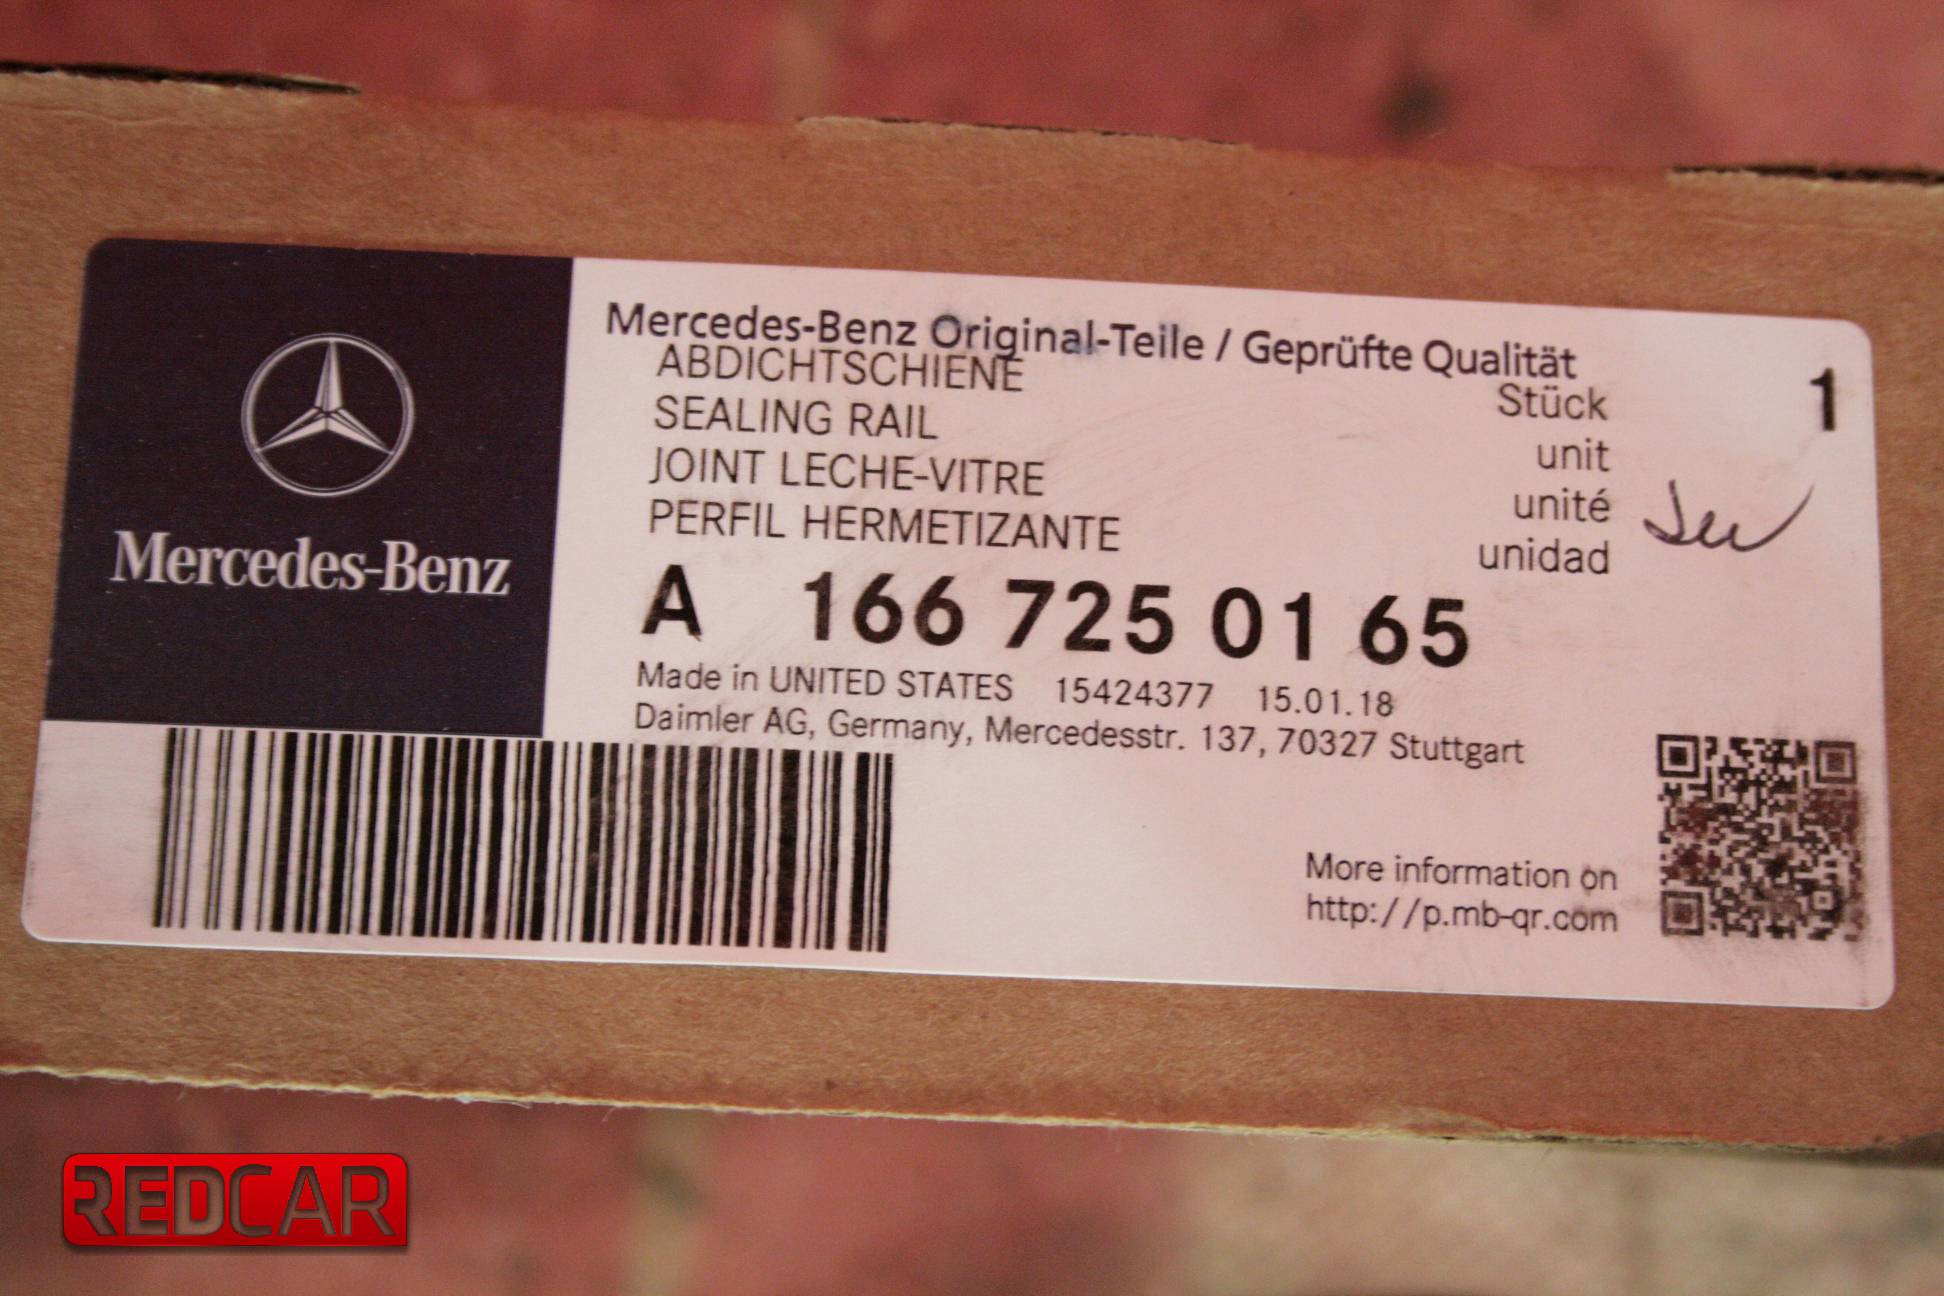 Mercedes-Benz
Mercedes-Benz Original-Teile / Geprüfte Qualität
ABDICHTSCHIENE
SEALING RAIL
JOINT LECHE-VITRE
PERFIL HERMETIZANTE
Stück 1
unit
unité
unidad
A 166 725 01 65
Made in UNITED STATES 15424377 15.01.18
Daimler AG, Germany, Mercedesstr. 137, 70327 Stuttgart
More information on
http://p.mb-qr.com
REDCAR